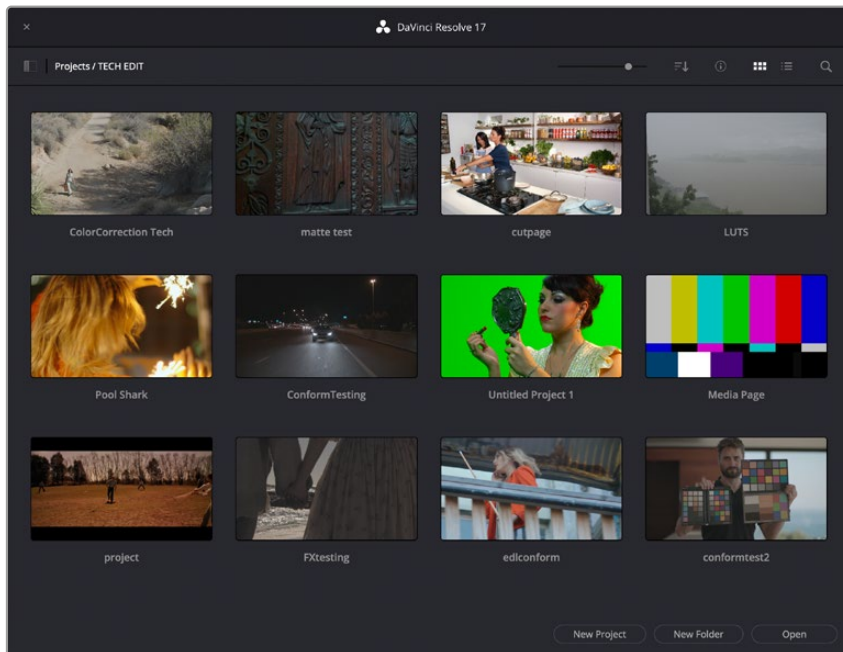 DaVinci Resolve 17
Projects / TECH EDIT
ColorCorrection Tech
matte test
cutpage
LUTS
Pool Shark
ConformTesting
Untitled Project 1
Media Page
project
FXtesting
edlconform
conformtest2
New Project
New Folder
Open